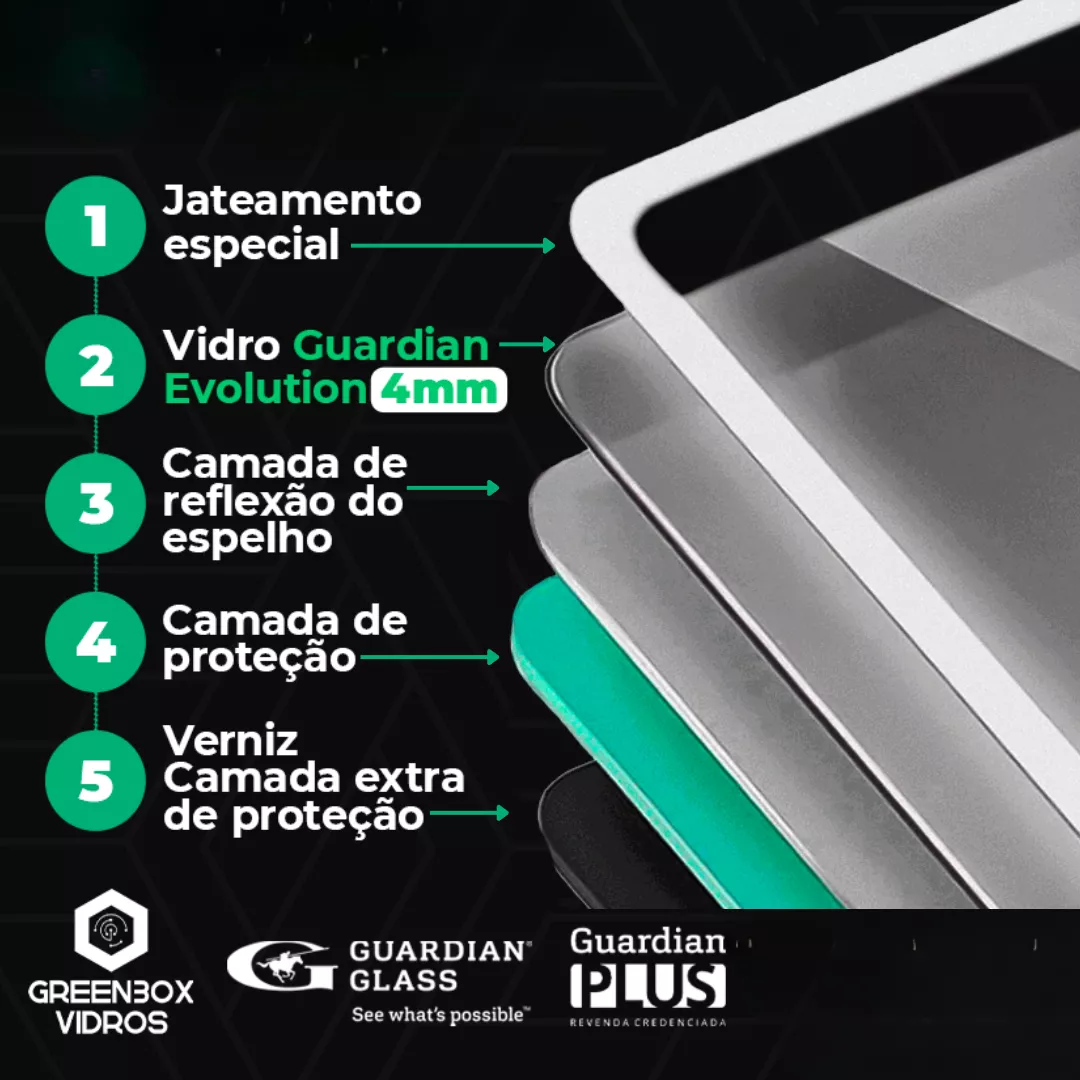 1
Jateamento
especial
2
Vidro Guardian
Evolution 4mm
3
Camada de
reflexão do
espelho
4
Camada de
proteção
5
Verniz
Camada extra
de proteção
GREENBOX
VIDROS
G
GUARDIAN®
GLASS
See what's possible™
Guardian
PLUS
REVENDA CREDENCIADA